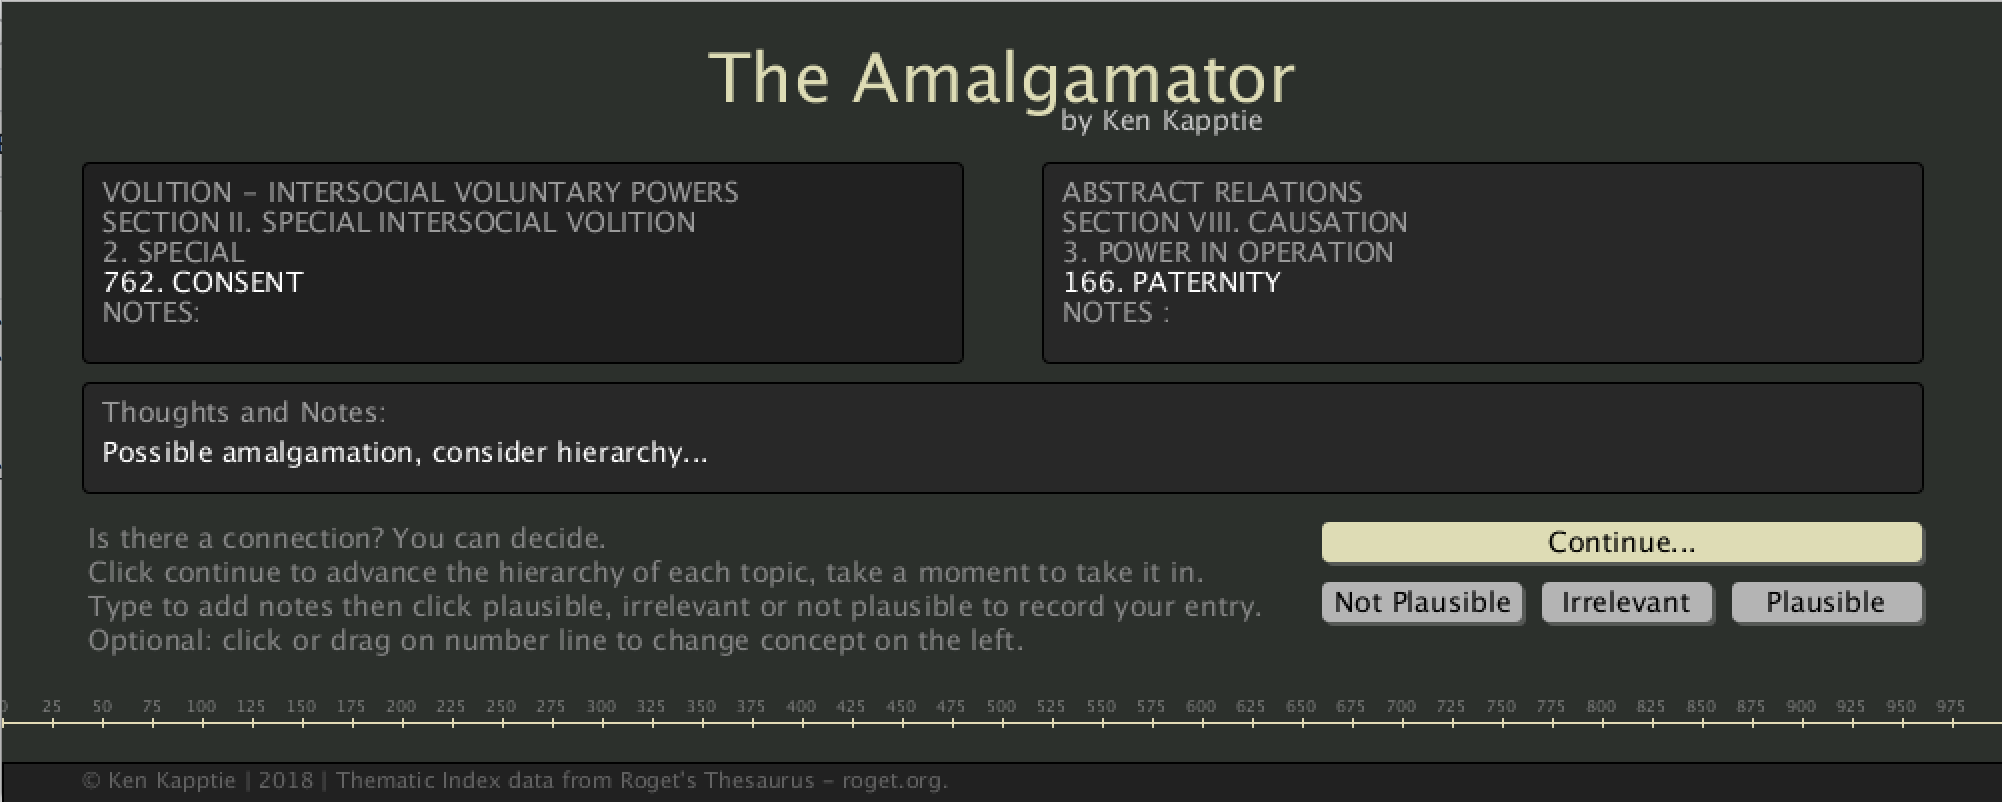 The Amalgamator
by Ken Kapptie
VOLITION – INTERSOCIAL VOLUNTARY POWERS
SECTION II. SPECIAL INTERSOCIAL VOLITION
2. SPECIAL
762. CONSENT
NOTES:
ABSTRACT RELATIONS
SECTION VIII. CAUSATION
3. POWER IN OPERATION
166. PATERNITY
NOTES :
Thoughts and Notes:
Possible amalgamation, consider hierarchy...
Is there a connection? You can decide.
Click continue to advance the hierarchy of each topic, take a moment to take it in.
Type to add notes then click plausible, irrelevant or not plausible to record your entry.
Optional: click or drag on number line to change concept on the left.
Continue...
Not Plausible Irrelevant Plausible
0 25 50 75 100 125 150 175 200 225 250 275 300 325 350 375 400 425 450 475 500 525 550 575 600 625 650 675 700 725 750 775 800 825 850 875 900 925 950 975
© Ken Kapptie | 2018 | Thematic Index data from Roget's Thesaurus – roget.org.